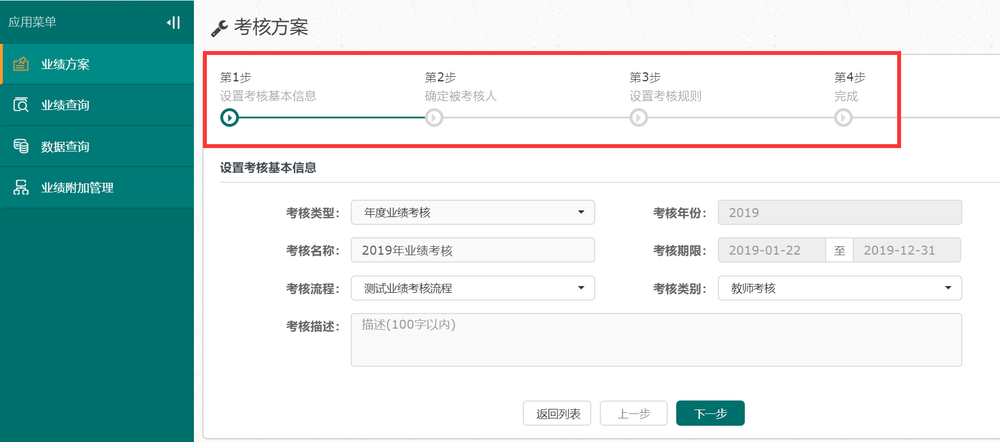 应用菜单
业绩方案
业绩查询
数据查询
业绩附加管理
考核方案
第1步 第2步 第3步 第4步
设置考核基本信息 确定被考核人 设置考核规则 完成
设置考核基本信息
考核类型： 年度业绩考核 考核年份： 2019
考核名称： 2019年业绩考核 考核期限： 2019-01-22 至 2019-12-31
考核流程： 测试业绩考核流程 考核类别： 教师考核
考核描述： 描述(100字以内)
返回列表 上一步 下一步